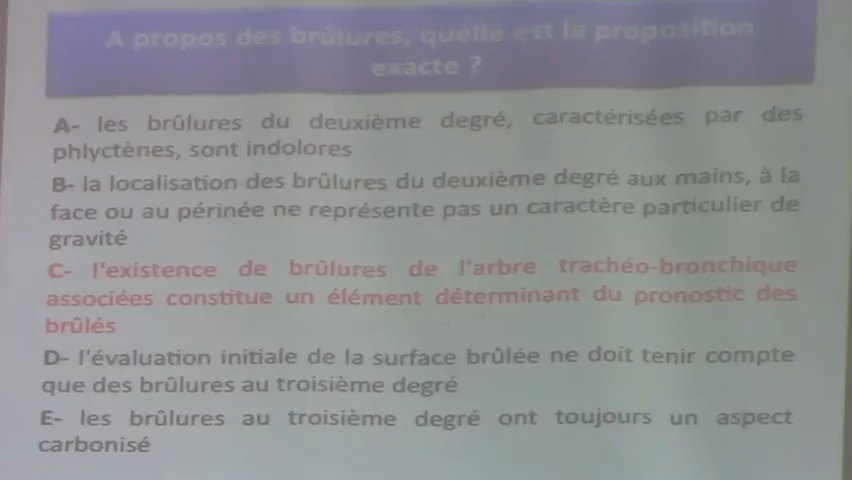 A propos des brûlures, quelle est la proposition
exacte ?
A- les brûlures du deuxième degré, caractérisées par des
phlyctènes, sont indolores
B- la localisation des brûlures du deuxième degré aux mains, à la
face ou au périnée ne représente pas un caractère particulier de
gravité
C- l'existence de brûlures de l'arbre trachéo-bronchique
associées constitue un élément déterminant du pronostic des
brûlés
D- l'évaluation initiale de la surface brûlée ne doit tenir compte
que des brûlures au troisième degré
E- les brûlures au troisième degré ont toujours un aspect
carbonisé